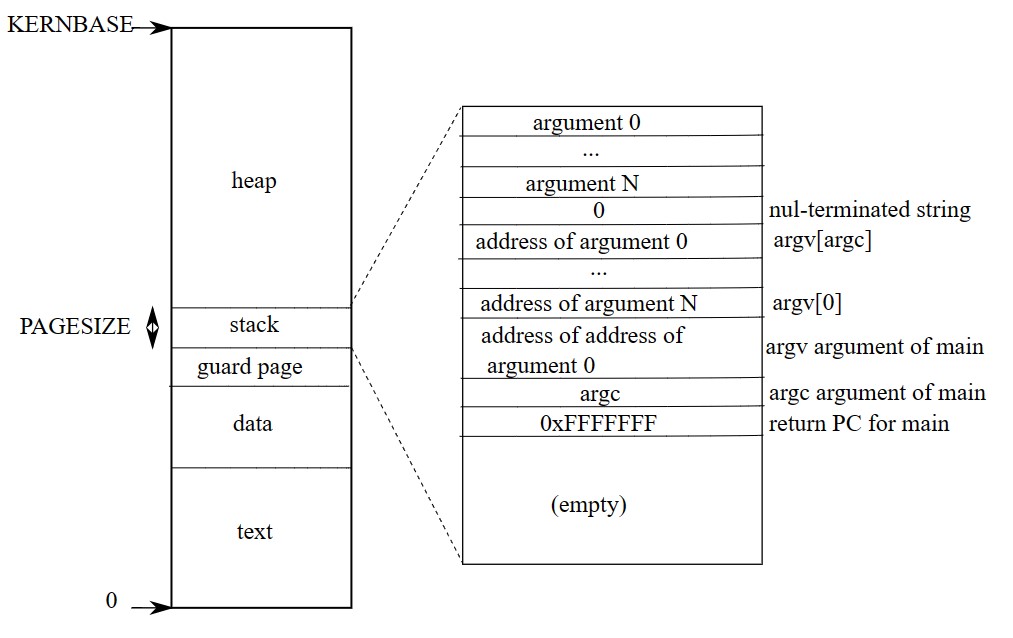 KERNBASE
heap
PAGESIZE
stack
guard page
data
text
0
argument 0
...
argument N
0
nul-terminated string
address of argument 0
argv[argc]
...
address of argument N
argv[0]
address of address of
argument 0
argv argument of main
argc
argc argument of main
0xFFFFFFF
return PC for main
(empty)